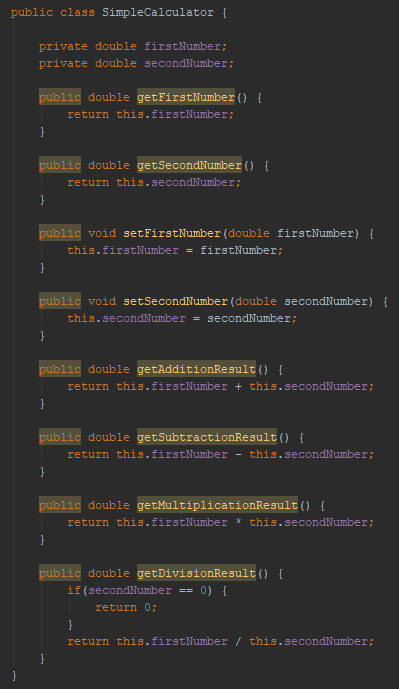 public class SimpleCalculator {
private double firstNumber;
private double secondNumber;
public double getFirstNumber() {
return this.firstNumber;
}
public double getSecondNumber() {
return this.secondNumber;
}
public void setFirstNumber(double firstNumber) {
this.firstNumber = firstNumber;
}
public void setSecondNumber(double secondNumber) {
this.secondNumber = secondNumber;
}
public double getAdditionResult() {
return this.firstNumber + this.secondNumber;
}
public double getSubtractionResult() {
return this.firstNumber - this.secondNumber;
}
public double getMultiplicationResult() {
return this.firstNumber * this.secondNumber;
}
public double getDivisionResult() {
if(secondNumber == 0) {
return 0;
}
return this.firstNumber / this.secondNumber;
}
}